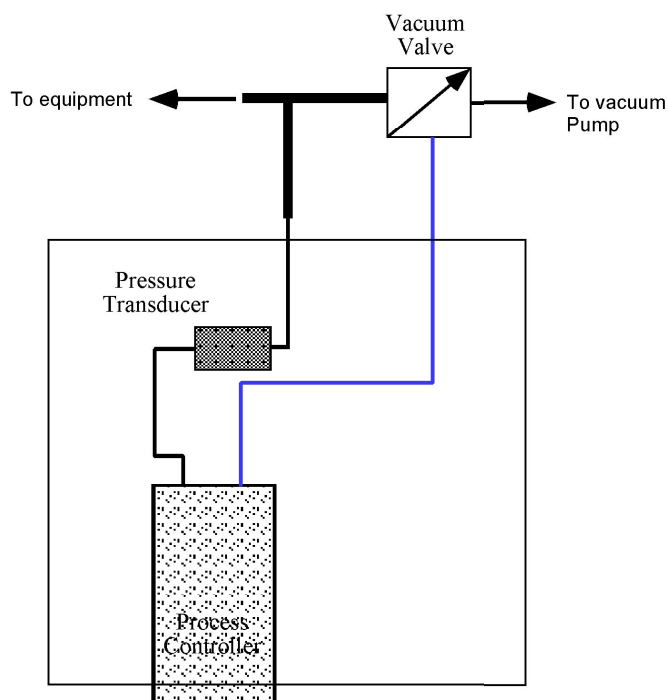 Vacuum
Valve
To equipment
To vacuum
Pump
Pressure
Transducer
Process
Controller